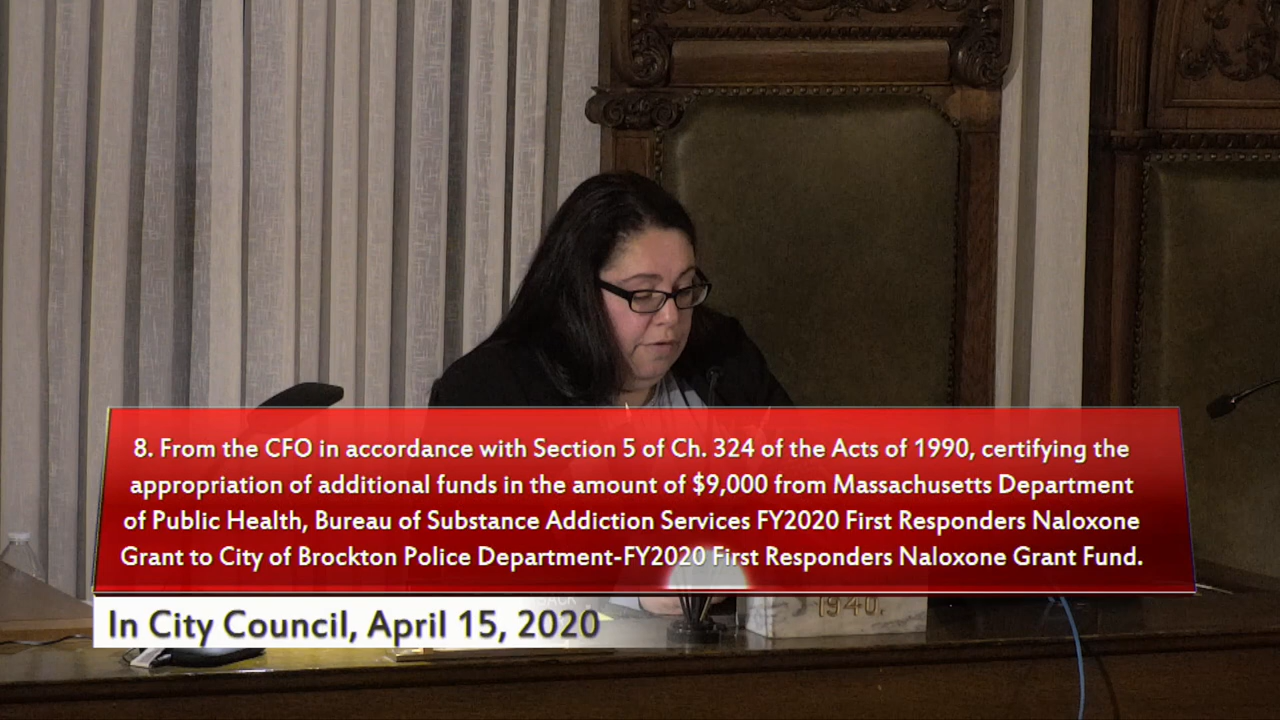 8. From the CFO in accordance with Section 5 of Ch. 324 of the Acts of 1990, certifying the
appropriation of additional funds in the amount of $9,000 from Massachusetts Department
of Public Health, Bureau of Substance Addiction Services FY2020 First Responders Naloxone
Grant to City of Brockton Police Department-FY2020 First Responders Naloxone Grant Fund.
1940.
In City Council, April 15, 2020